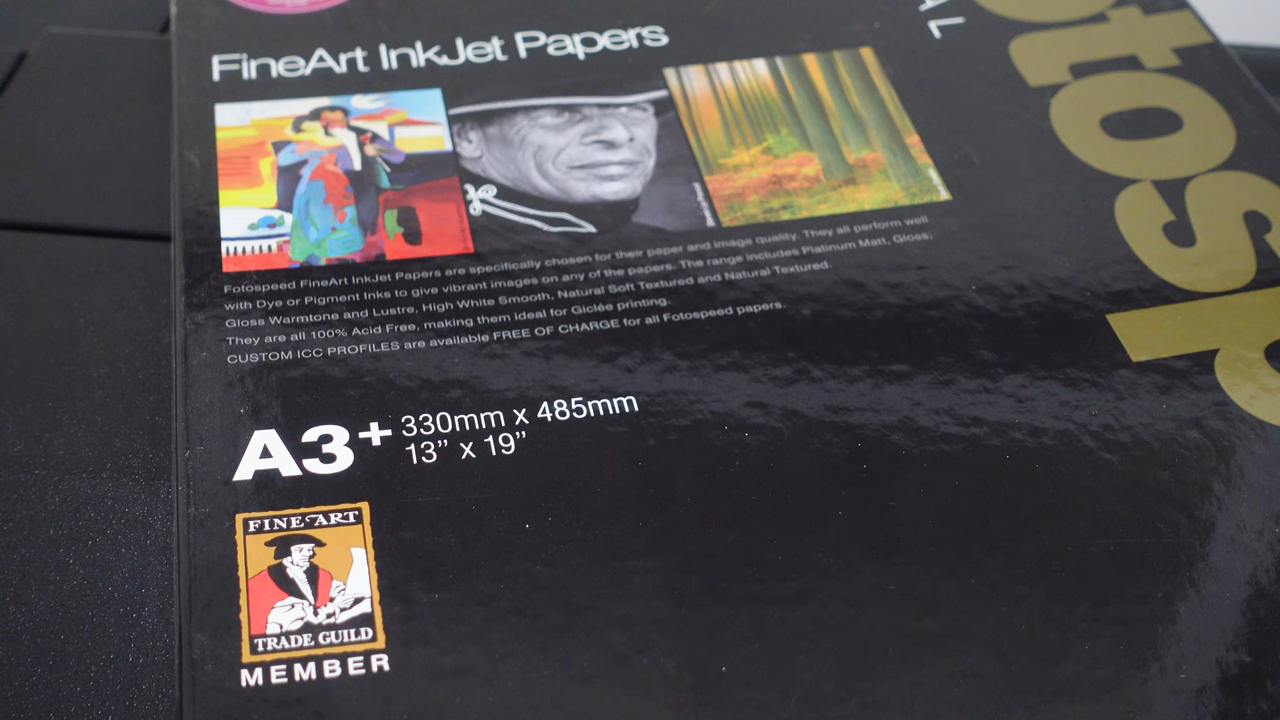 FineArt InkJet Papers
AL
otosp
Fotospeed FineArt InkJet Papers are specifically chosen for their paper and image quality. They all perform well
with Dye or Pigment Inks to give vibrant images on any of the papers. The range includes Platinum Matt, Gloss,
Gloss Warmtone and Lustre, High White Smooth, Natural Soft Textured and Natural Textured.
They are all 100% Acid Free, making them ideal for Giclée printing.
CUSTOM ICC PROFILES are available FREE OF CHARGE for all Fotospeed papers.
A3+ 330mm x 485mm
13” x 19”
FINE ART
TRADE GUILD
MEMBER